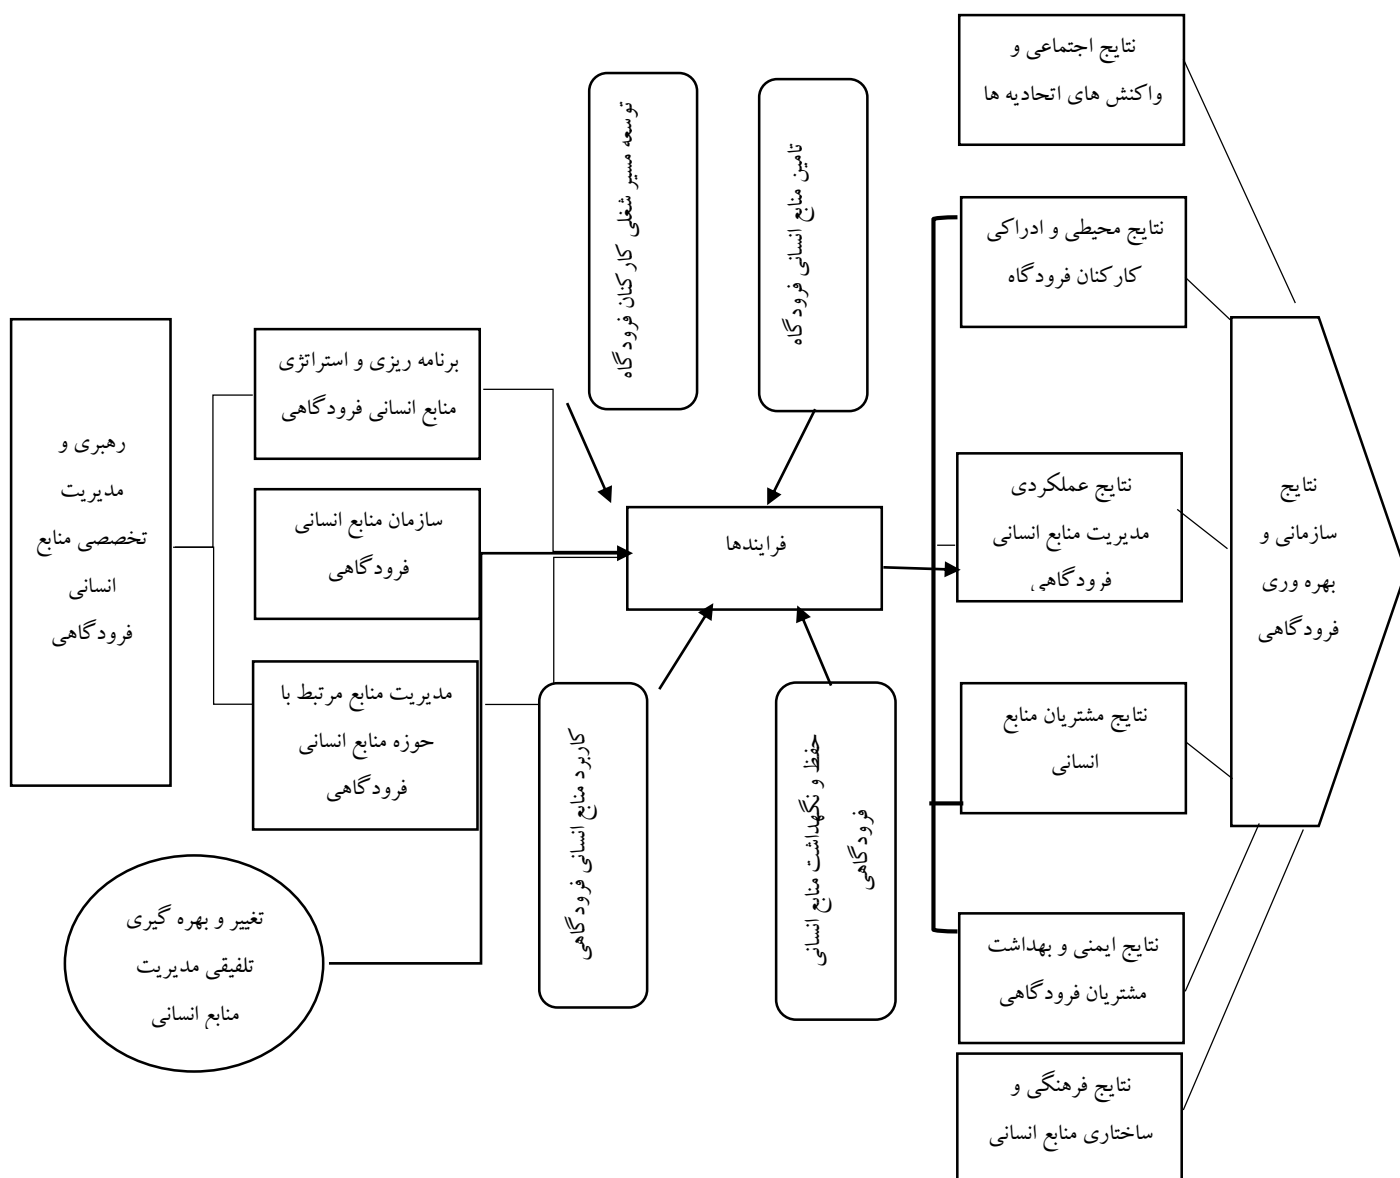 نتایج اجتماعی و
واکنش های اتحادیه ها
توسعه مسیر شغلی کارکنان فرودگاه
تامین منابع انسانی فرودگاه
نتایج محیطی و ادراکی
کارکنان فرودگاه
رهبری و
مدیریت
تخصصی منابع
انسانی
فرودگاهی
برنامه ریزی و استراتژی
منابع انسانی فرودگاهی
سازمان منابع انسانی
فرودگاهی
مدیریت منابع مرتبط با
حوزه منابع انسانی
فرودگاهی
تغییر و بهره گیری
تلفیقی مدیریت
منابع انسانی
فرایندها
کاربرد منابع انسانی فرودگاهی
حفظ و نگهداشت منابع انسانی
فرودگاهی
نتایج عملکردی
مدیریت منابع انسانی
فرودگاهی
نتایج مشتریان منابع
انسانی
نتایج ایمنی و بهداشت
مشتریان فرودگاهی
نتایج فرهنگی و
ساختاری منابع انسانی
نتایج
سازمانی و
بهره وری
فرودگاهی